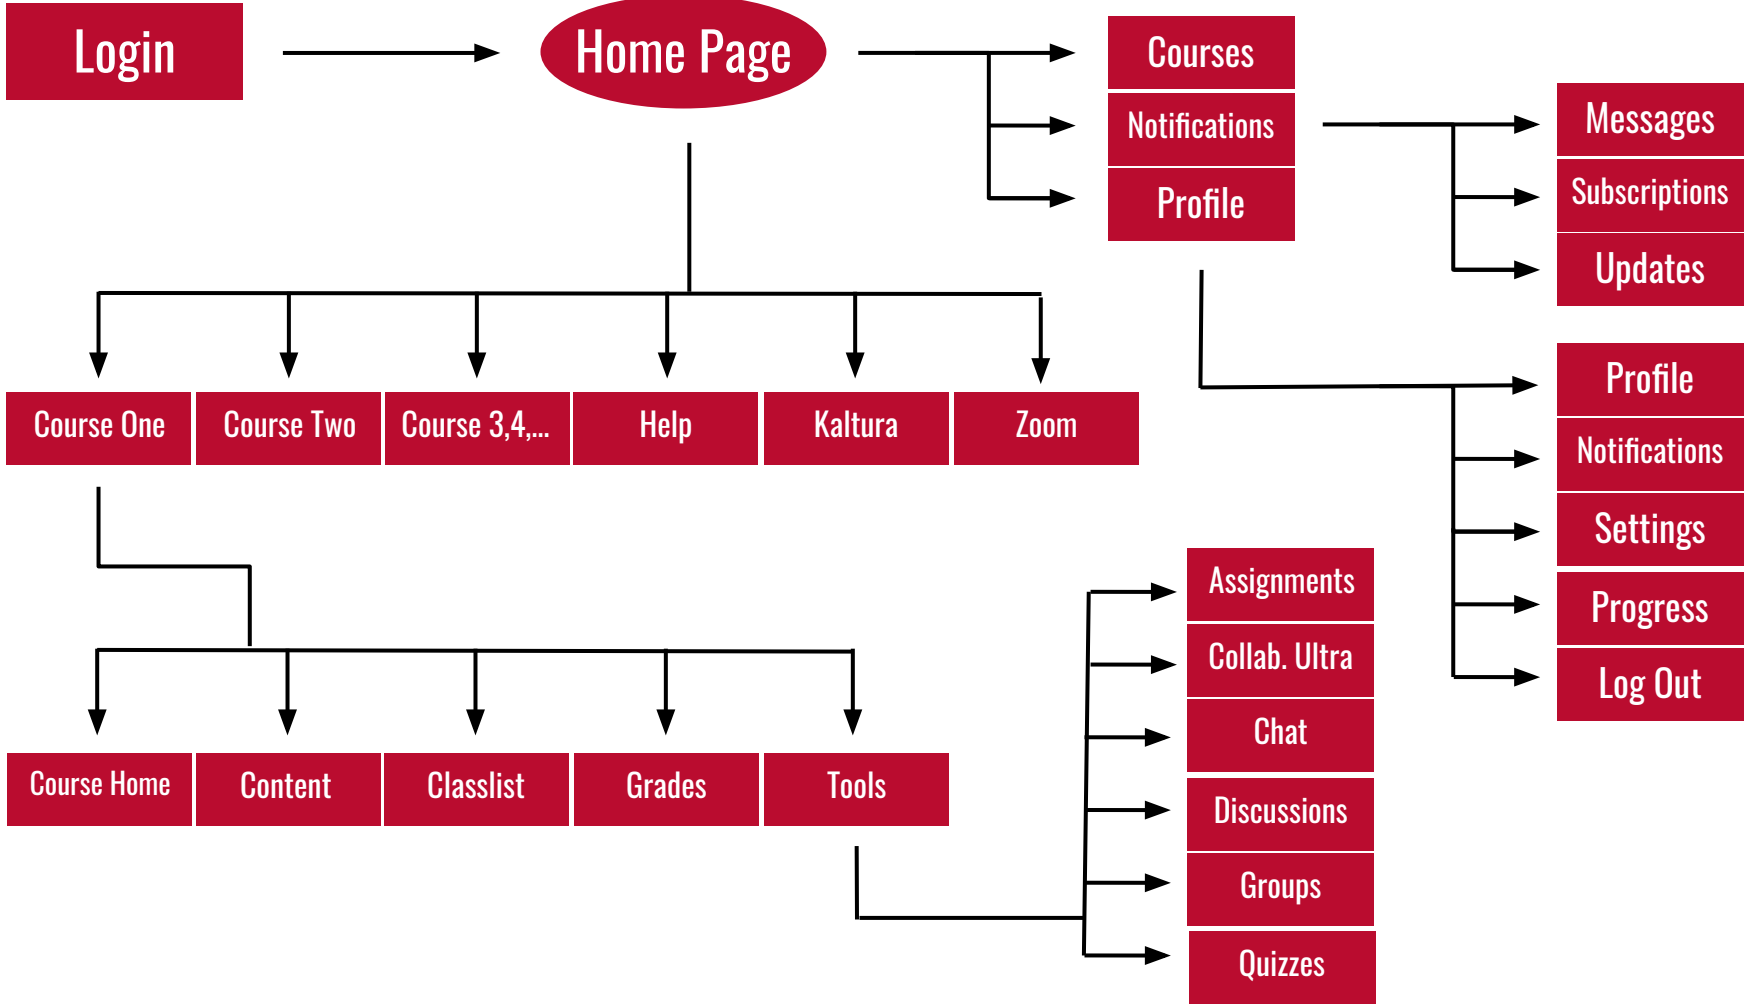 Login
Home Page
Courses
Notifications
Profile
Messages
Subscriptions
Updates
Profile
Notifications
Settings
Progress
Log Out
Course One
Course Two
Course 3,4,...
Help
Kaltura
Zoom
Course Home
Content
Classlist
Grades
Tools
Assignments
Collab. Ultra
Chat
Discussions
Groups
Quizzes